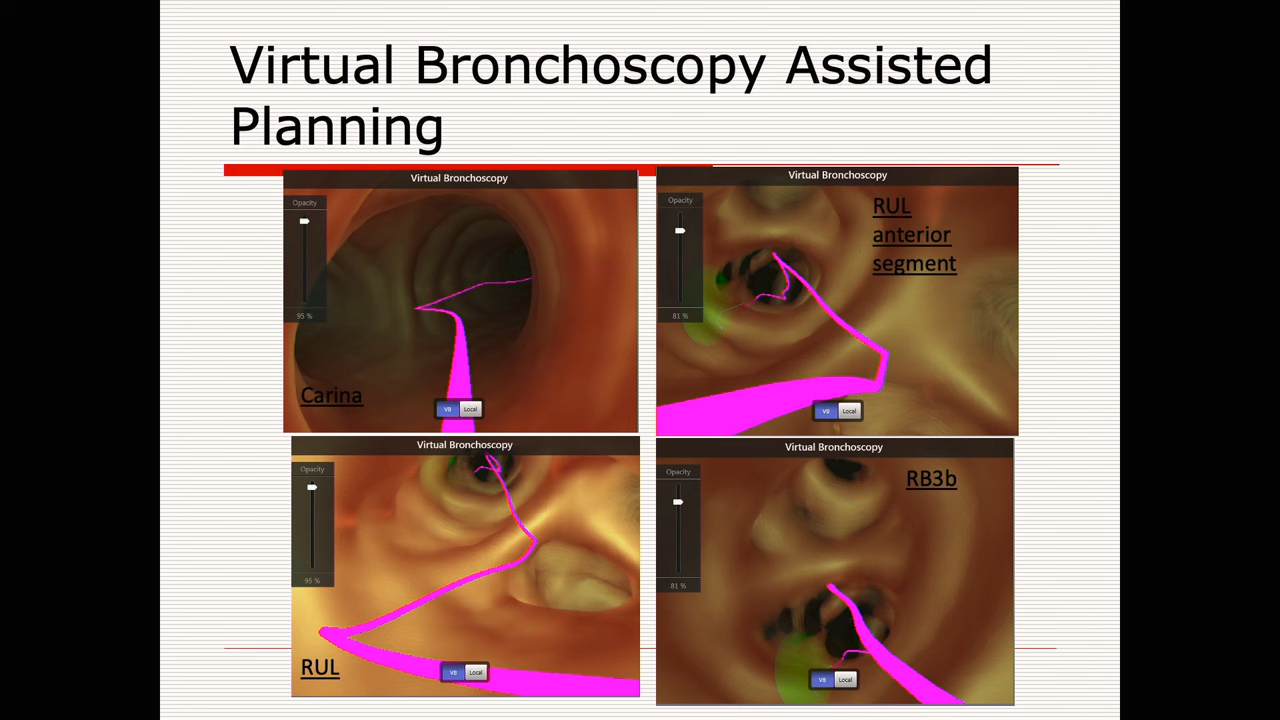 Virtual Bronchoscopy Assisted
Planning
Virtual Bronchoscopy
Opacity
95 %
Carina
VB Local
Virtual Bronchoscopy
Opacity
81 %
RUL
anterior
segment
VB Local
Virtual Bronchoscopy
Opacity
95 %
RUL
VB Local
Virtual Bronchoscopy
Opacity
81 %
RB3b
VB Local